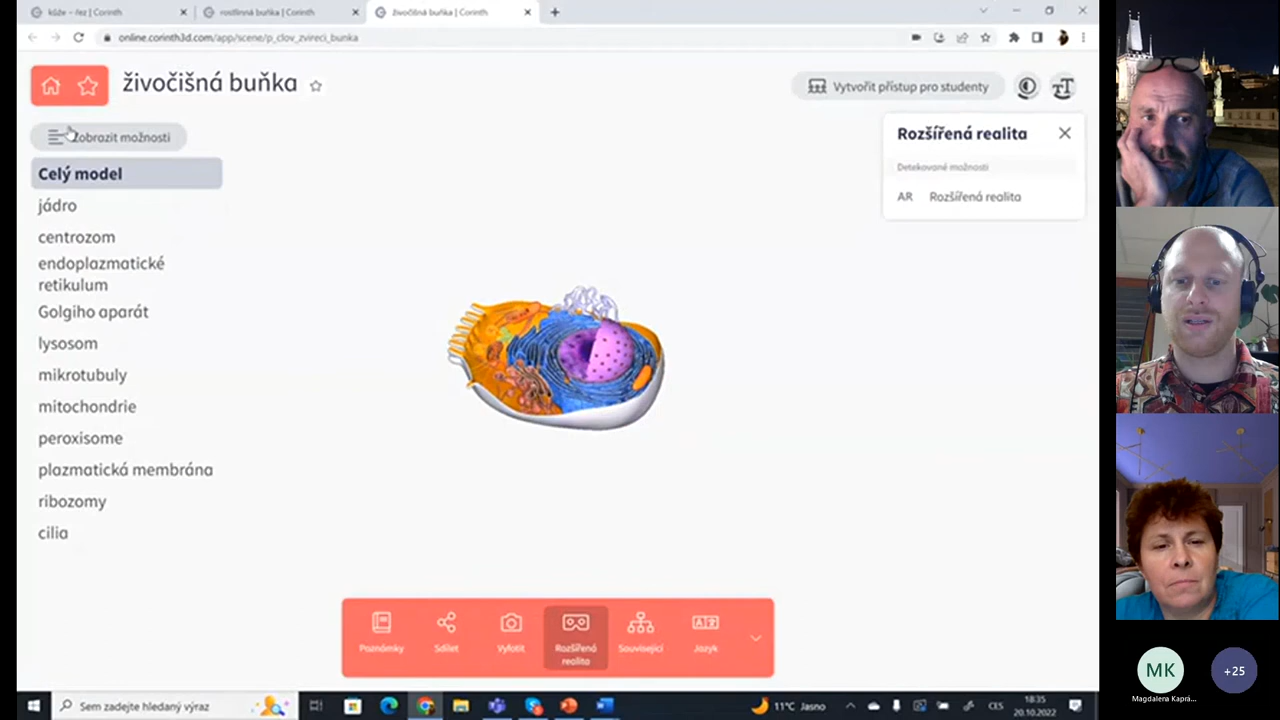 kůže – řez | Corinth
rostlinná buňka | Corinth
živočišná buňka | Corinth
online.corinth3d.com/app/scene/p_clov_zvireci_bunka
živočišná buňka
Vytvořit přístup pro studenty
Zobrazit možnosti
Celý model
jádro
centrozom
endoplazmatické
retikulum
Golgiho aparát
lysosom
mikrotubuly
mitochondrie
peroxisome
plazmatická membrána
ribozomy
cilia
Rozšířená realita
Detekované možnosti
AR Rozšířená realita
Poznámky
Sdílet
Vyfotit
Rozšířená
realita
Související
Jazyk
Sem zadejte hledaný výraz
11°C Jasno
CES
18:35
20.10.2022
MK
Magdalera Kaprá...
+25